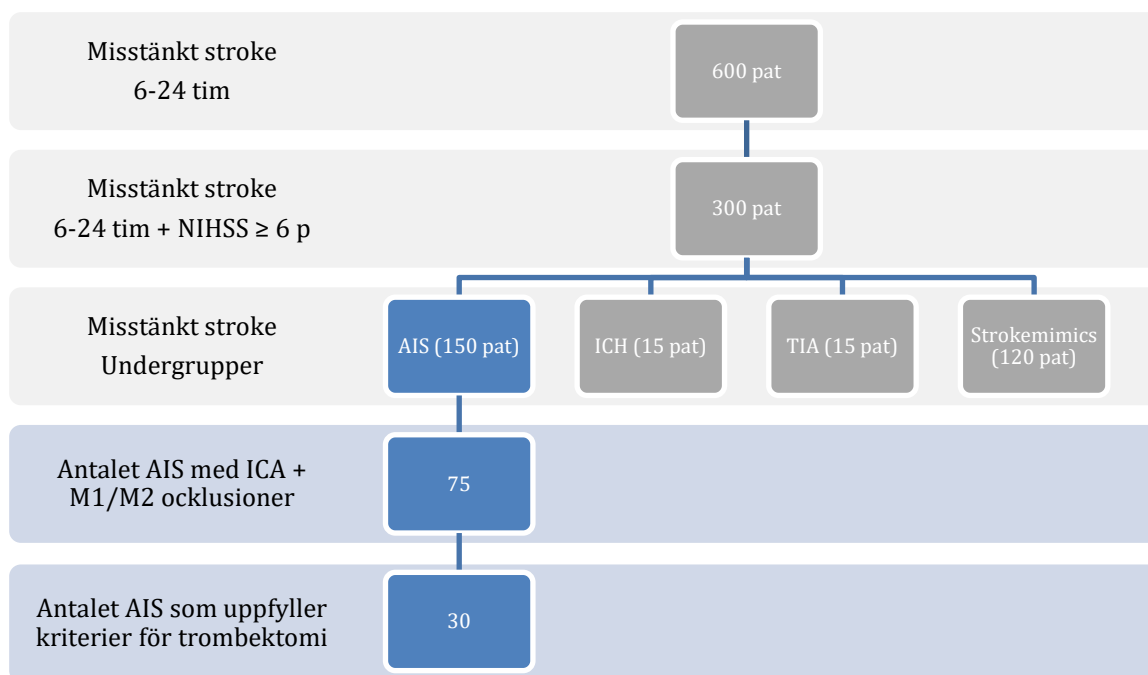 Misstänkt stroke
6-24 tim
600 pat
Misstänkt stroke
6-24 tim + NIHSS ≥ 6 p
300 pat
Misstänkt stroke
Undergrupper
AIS (150 pat)
ICH (15 pat)
TIA (15 pat)
Strokemimics
(120 pat)
Antalet AIS med ICA +
M1/M2 ocklusioner
75
Antalet AIS som uppfyller
kriterier för trombektomi
30